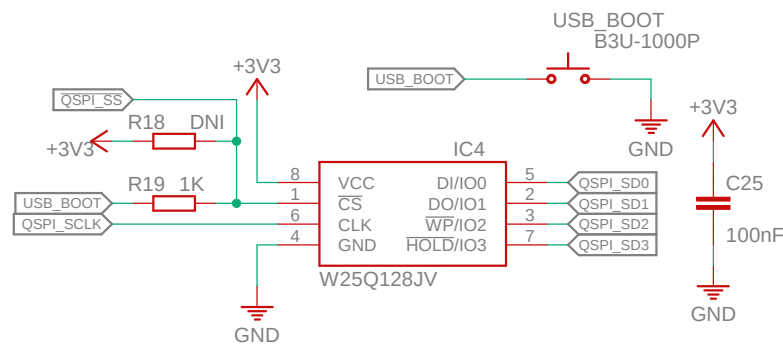 USB_BOOT
B3U-1000P
+3V3
USB_BOOT
QSPI_SS
R18 DNI
+3V3
+3V3
IC4
GND
R19 1K
USB_BOOT
QSPI_SCLK
8 VCC DI/IO0 5 QSPI_SD0
1 CS DO/IO1 2 QSPI_SD1
6 CLK WP/IO2 3 QSPI_SD2
4 GND HOLD/IO3 7 QSPI_SD3
C25
100nF
W25Q128JV
GND
GND